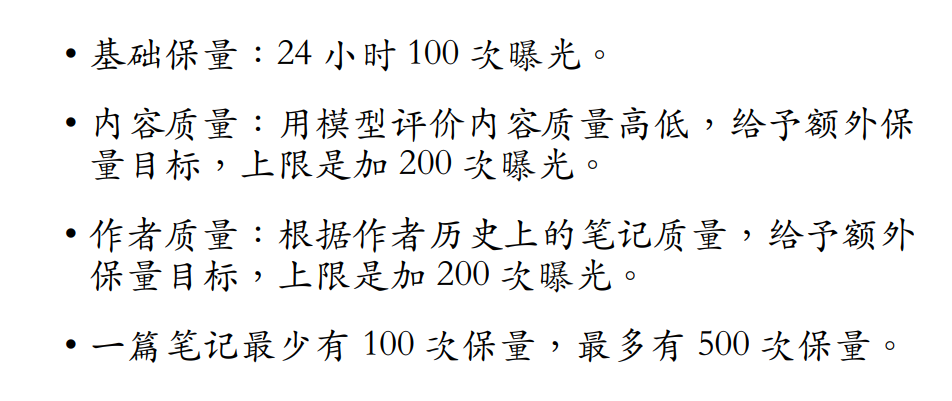 • 基础保量：24 小时 100 次曝光。
• 内容质量：用模型评价内容质量高低，给予额外保
量目标，上限是加 200 次曝光。
• 作者质量：根据作者历史上的笔记质量，给予额外
保量目标，上限是加 200 次曝光。
• 一篇笔记最少有 100 次保量，最多有 500 次保量。